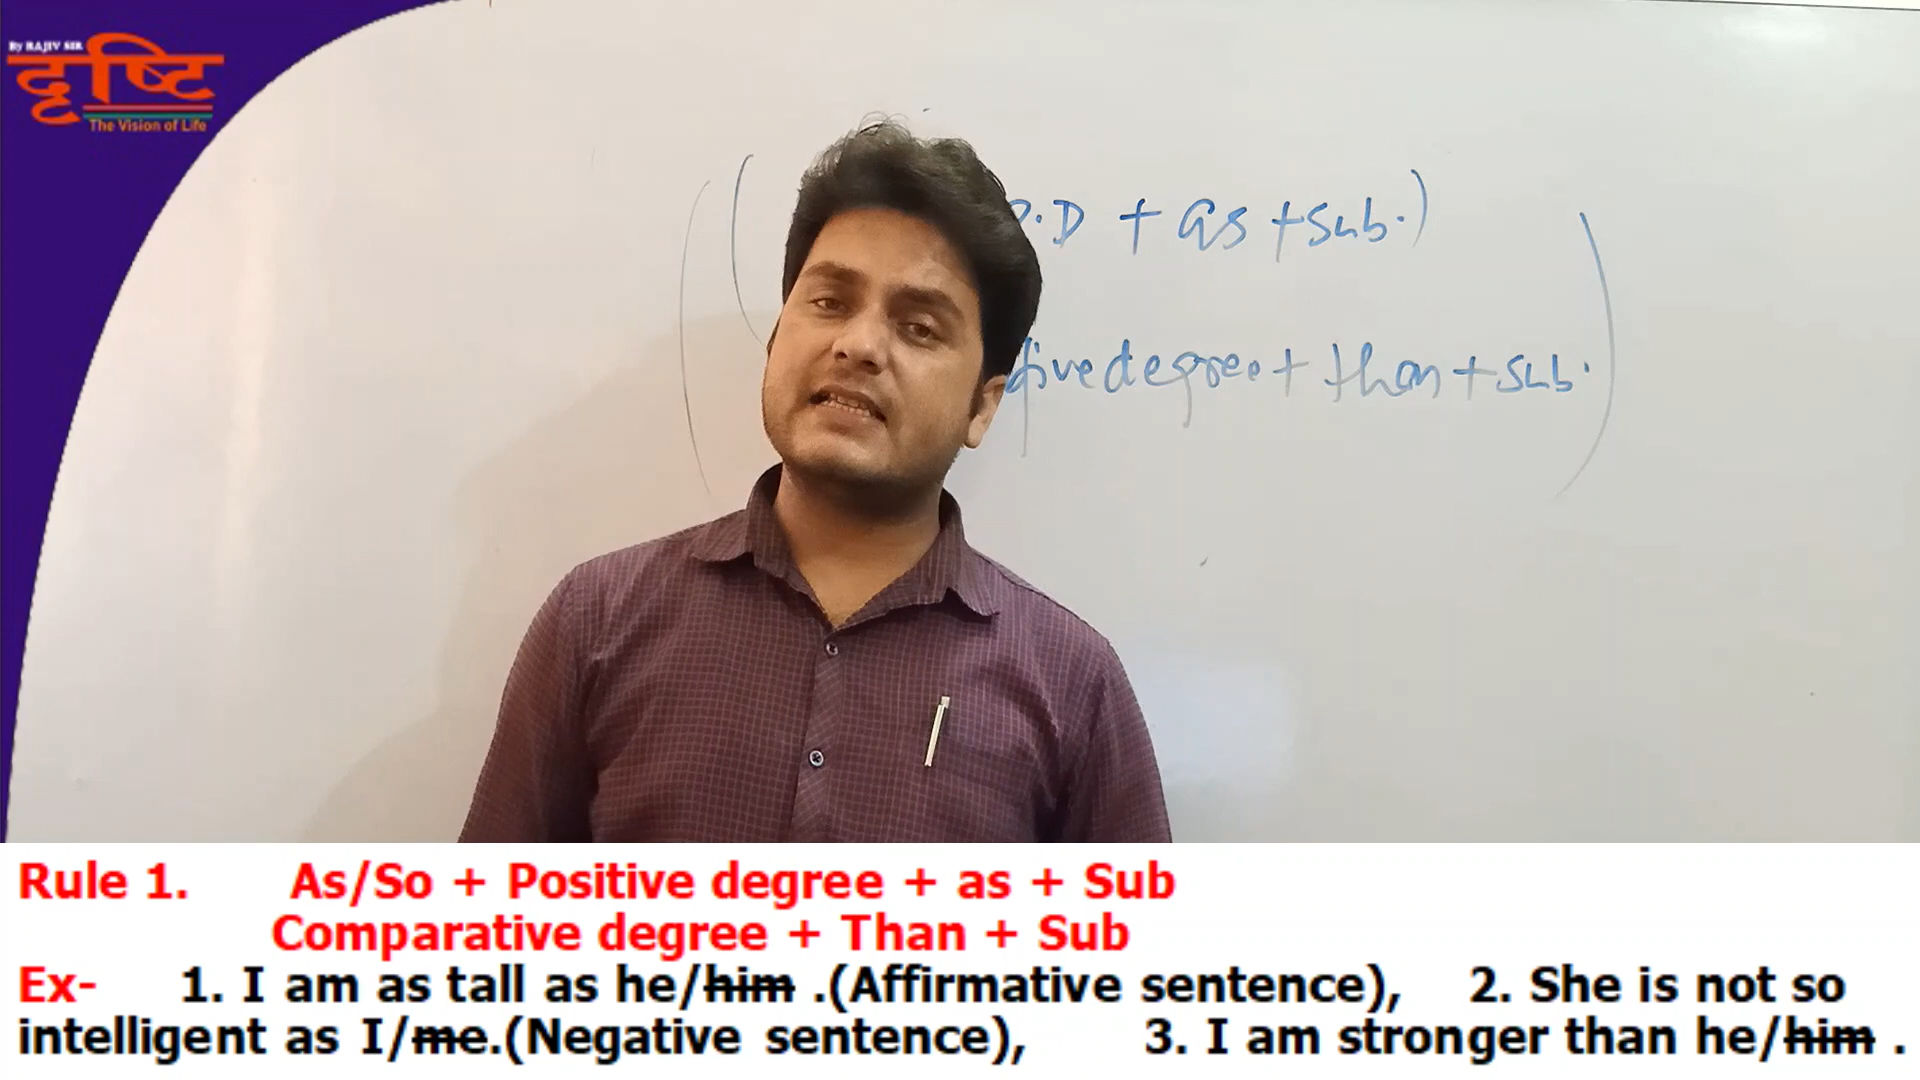 By RAJIV SIR
दृष्टि
The Vision of Life
.D + as + Sub.)
tive degree + than + Sub.
Rule 1. As/So + Positive degree + as + Sub
Comparative degree + Than + Sub
Ex- 1. I am as tall as he/him .(Affirmative sentence), 2. She is not so
intelligent as I/me.(Negative sentence), 3. I am stronger than he/him .